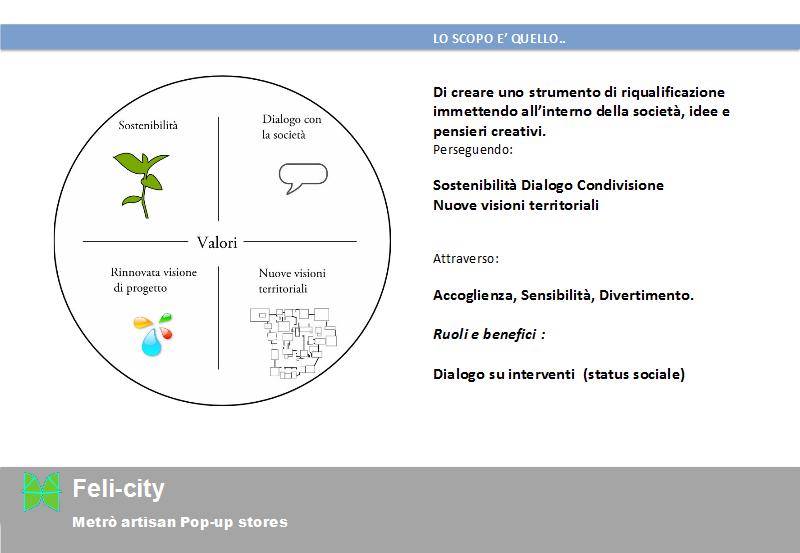 LO SCOPO E' QUELLO..
Sostenibilità
Dialogo con
la società
Valori
Rinnovata visione
di progetto
Nuove visioni
territoriali
Di creare uno strumento di riqualificazione
immettendo all'interno della società, idee e
pensieri creativi.
Perseguendo:
Sostenibilità Dialogo Condivisione
Nuove visioni territoriali
Attraverso:
Accoglienza, Sensibilità, Divertimento.
Ruoli e benefici :
Dialogo su interventi (status sociale)
Feli-city
Metrò artisan Pop-up stores